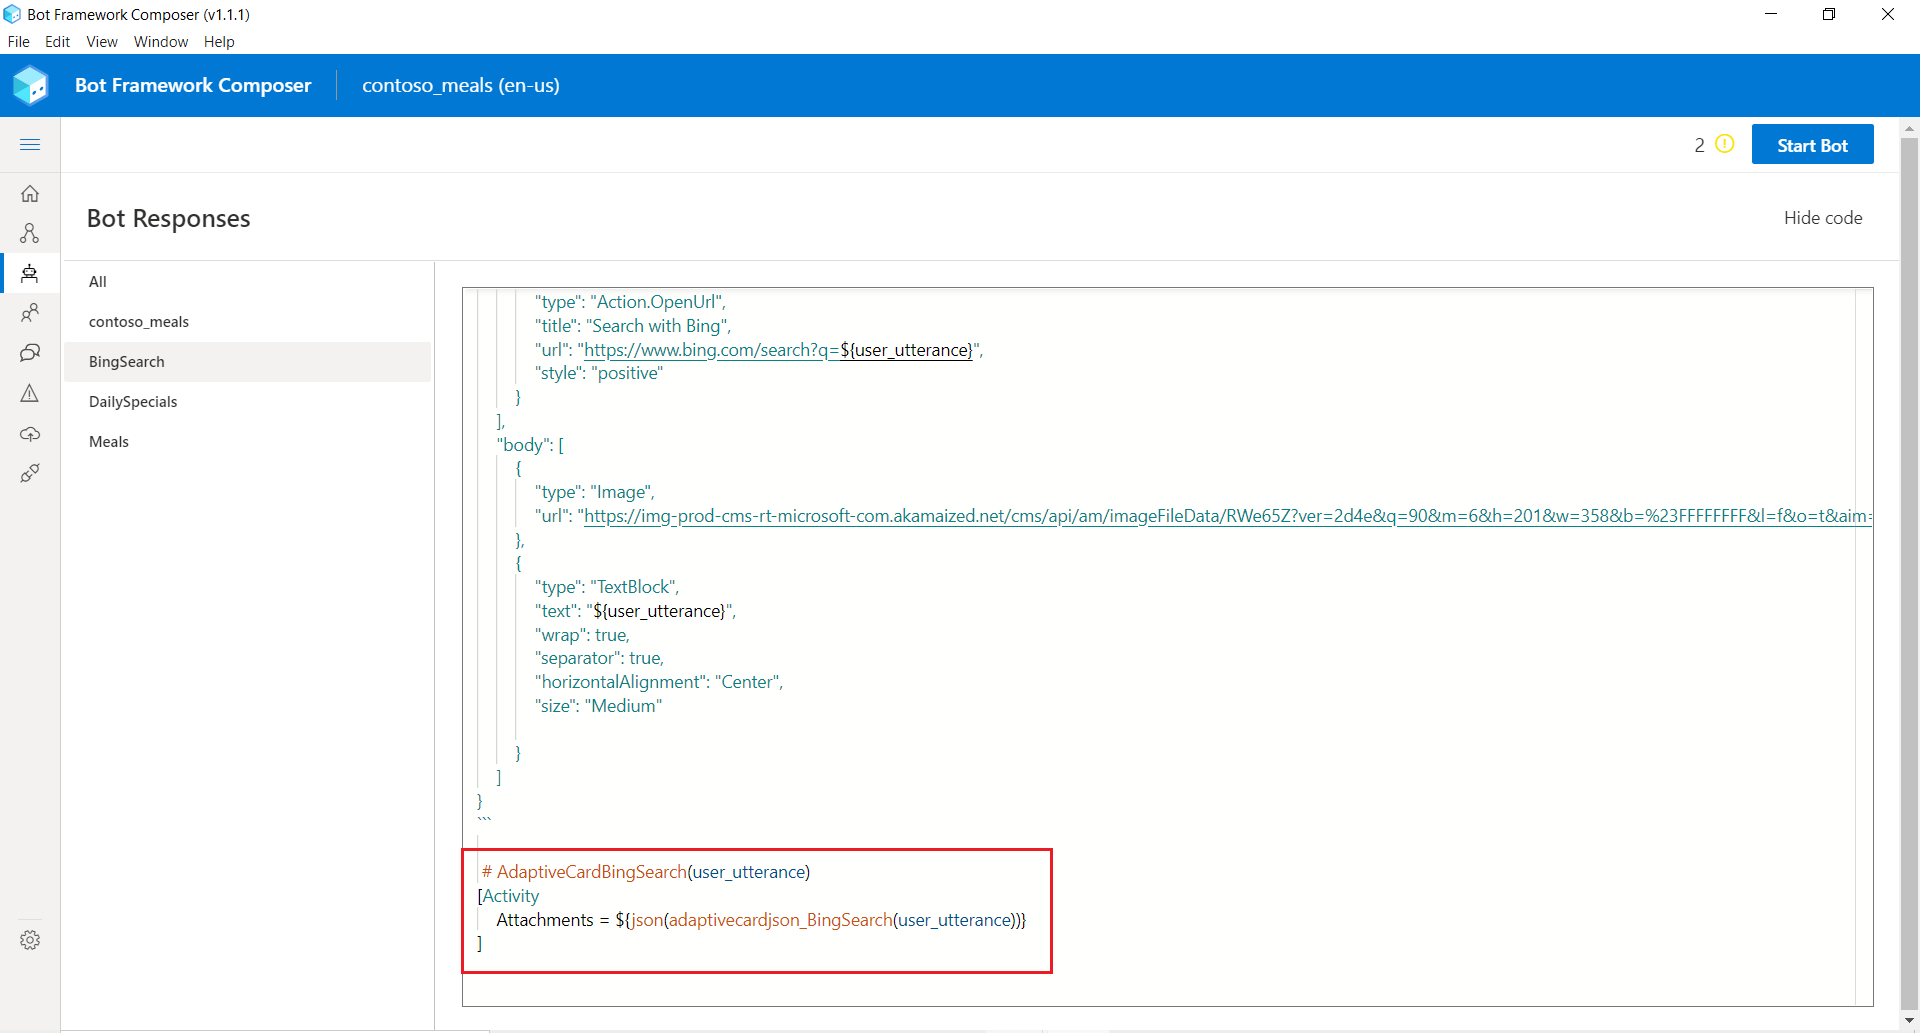 Bot Framework Composer (v1.1.1)
File Edit View Window Help
Bot Framework Composer contoso_meals (en-us)
2 Start Bot
Bot Responses
Hide code
All
contoso_meals
BingSearch
DailySpecials
Meals
"type": "Action.OpenUrl",
"title": "Search with Bing",
"url": "https://www.bing.com/search?q=${user_utterance}",
"style": "positive"
}
],
"body": [
{
"type": "Image",
"url": "https://img-prod-cms-rt-microsoft-com.akamaized.net/cms/api/am/imageFileData/RWe65Z?ver=2d4e&q=90&m=6&h=201&w=358&b=%23FFFFFFFF&l=f&o=t&aim=
},
{
"type": "TextBlock",
"text": "${user_utterance}",
"wrap": true,
"separator": true,
"horizontalAlignment": "Center",
"size": "Medium"
}
]
}
```
# AdaptiveCardBingSearch(user_utterance)
[Activity
Attachments = ${json(adaptivecardjson_BingSearch(user_utterance))}
]